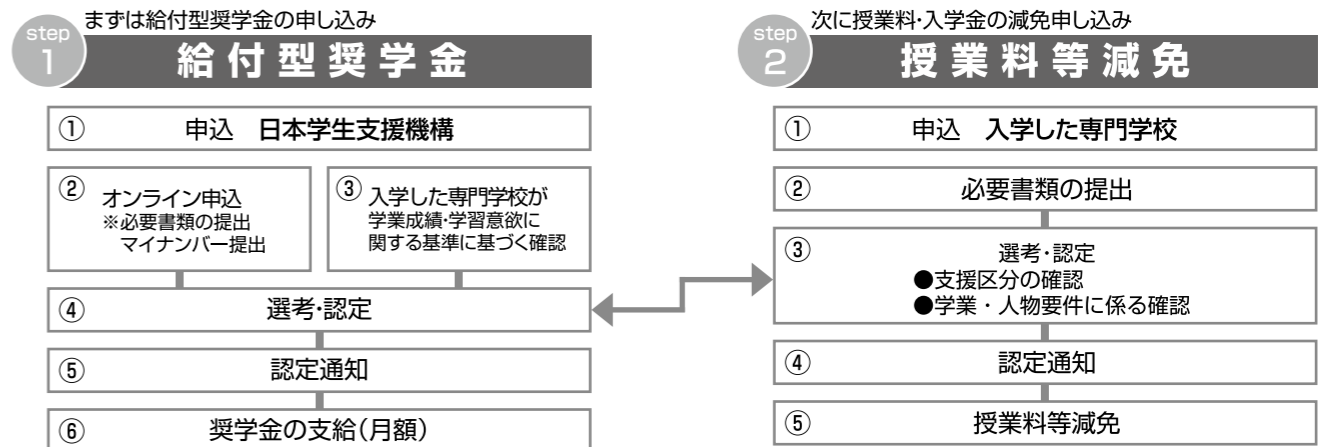 まずは給付型奨学金の申し込み
step
1
給付型奨学金
① 申込 日本学生支援機構
② オンライン申込
※必要書類の提出
マイナンバー提出
③ 入学した専門学校が
学業成績・学習意欲に
関する基準に基づく確認
④ 選考・認定
⑤ 認定通知
⑥ 奨学金の支給(月額)
次に授業料・入学金の減免申し込み
step
2
授業料等減免
① 申込 入学した専門学校
② 必要書類の提出
③ 選考・認定
●支援区分の確認
●学業・人物要件に係る確認
④ 認定通知
⑤ 授業料等減免